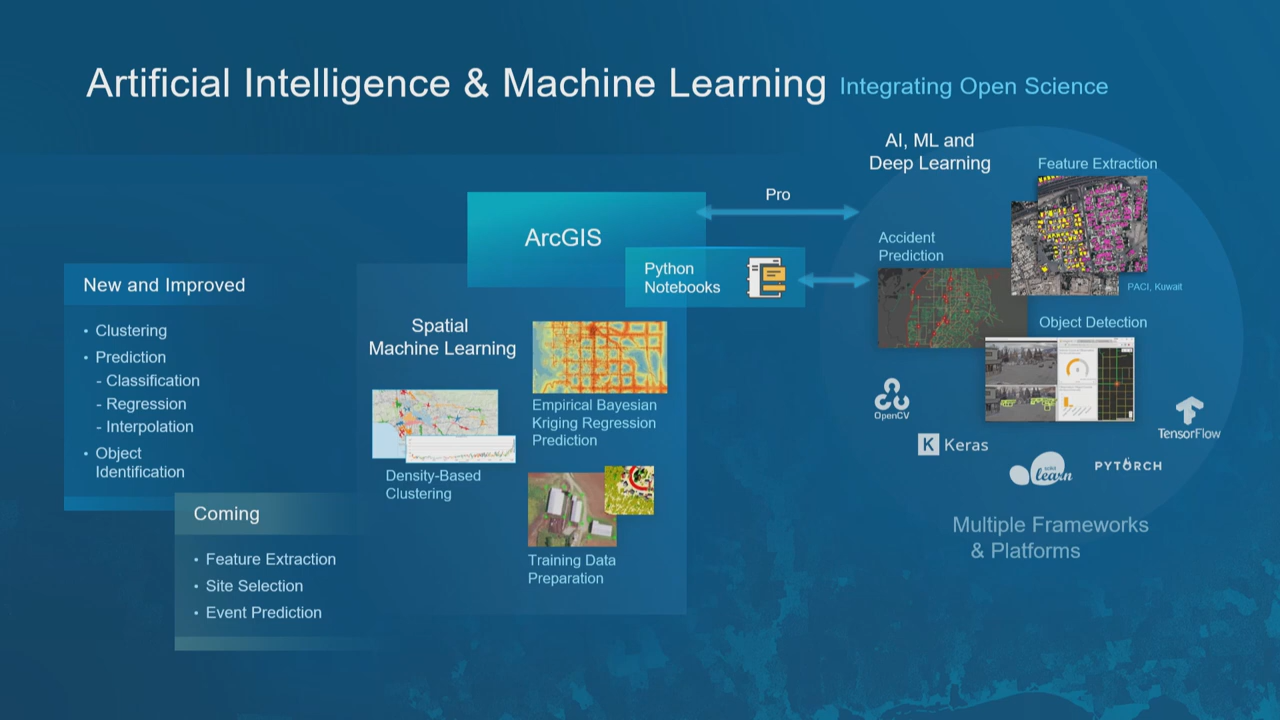 Artificial Intelligence & Machine Learning Integrating Open Science
New and Improved
• Clustering
• Prediction
- Classification
- Regression
- Interpolation
• Object
Identification
Coming
• Feature Extraction
• Site Selection
• Event Prediction
ArcGIS
Python
Notebooks
Pro
Spatial
Machine Learning
Empirical Bayesian
Kriging Regression
Prediction
Density-Based
Clustering
Training Data
Preparation
AI, ML and
Deep Learning
Feature Extraction
PACI, Kuwait
Accident
Prediction
Object Detection
OpenCV
Keras
scikit
learn
PYTORCH
TensorFlow
Multiple Frameworks
& Platforms